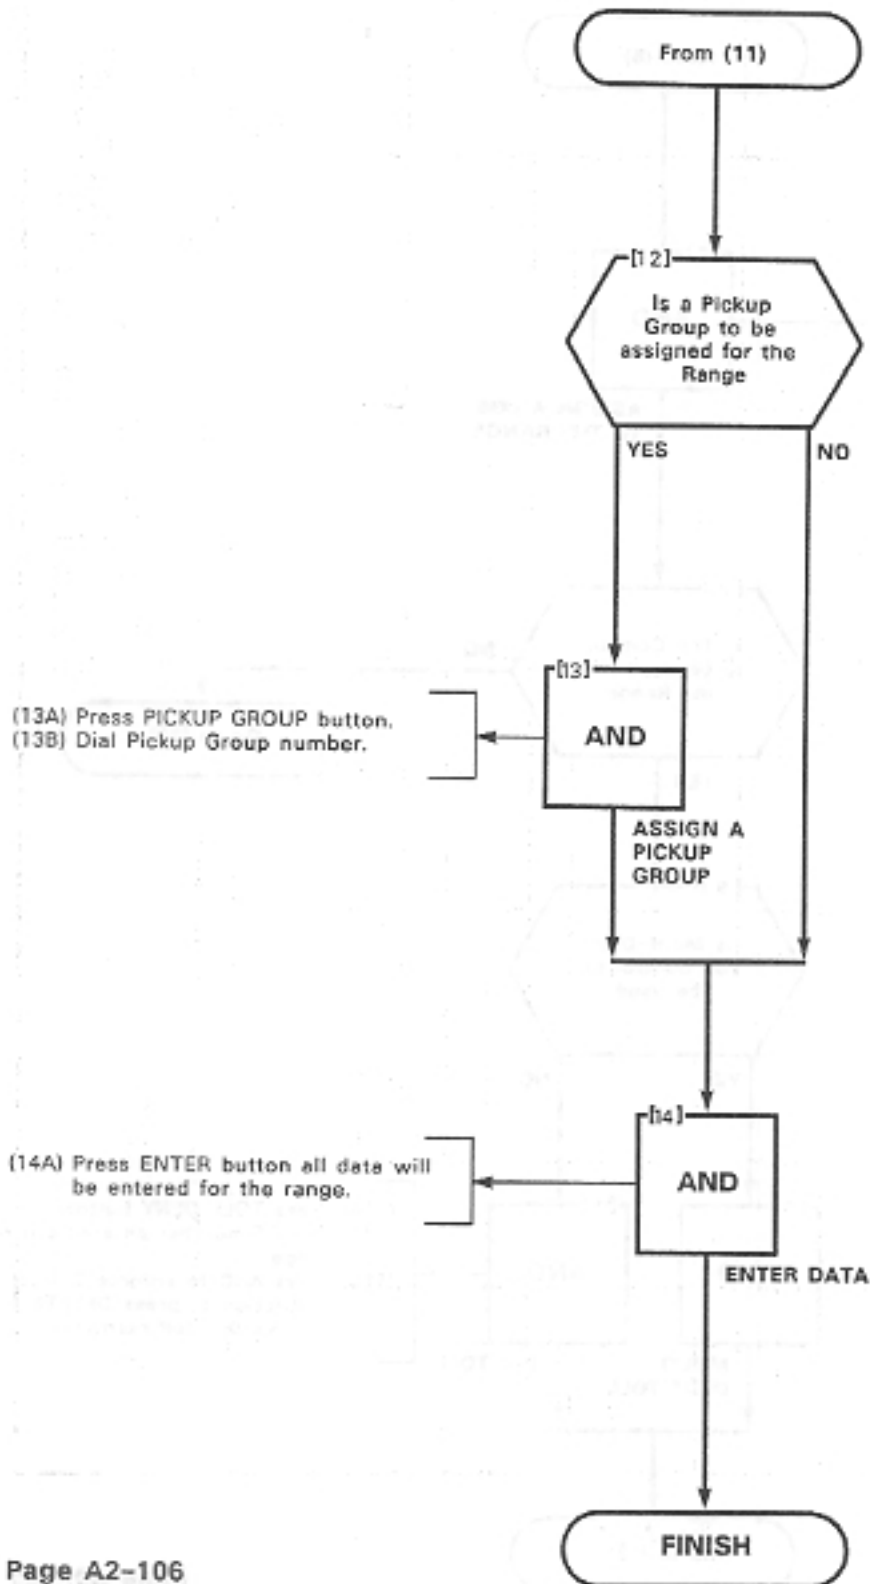 From (11)
[12]
Is a Pickup
Group to be
assigned for the
Range
YES
NO
[13]
(13A) Press PICKUP GROUP button.
(13B) Dial Pickup Group number.
AND
ASSIGN A
PICKUP
GROUP
[14]
(14A) Press ENTER button all data will
be entered for the range.
AND
ENTER DATA
FINISH
Page A2-106